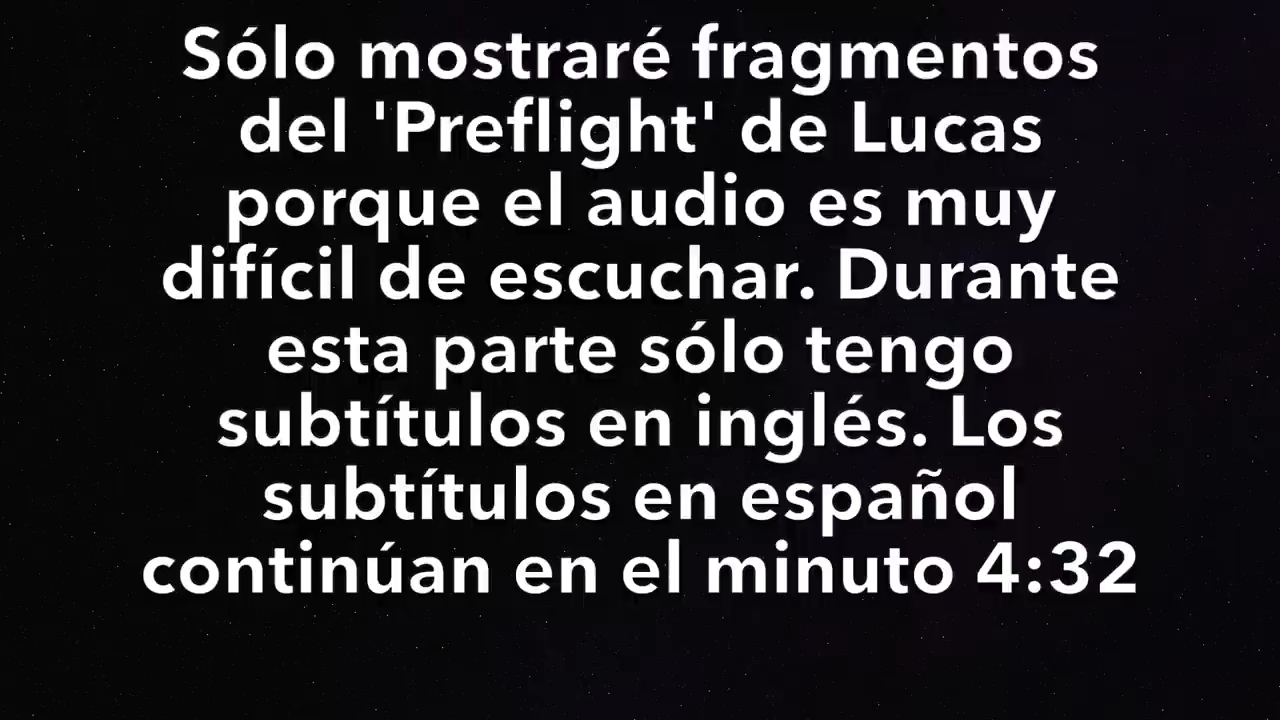 Sólo mostraré fragmentos
del 'Preflight' de Lucas
porque el audio es muy
difícil de escuchar. Durante
esta parte sólo tengo
subtítulos en inglés. Los
subtítulos en español
continúan en el minuto 4:32